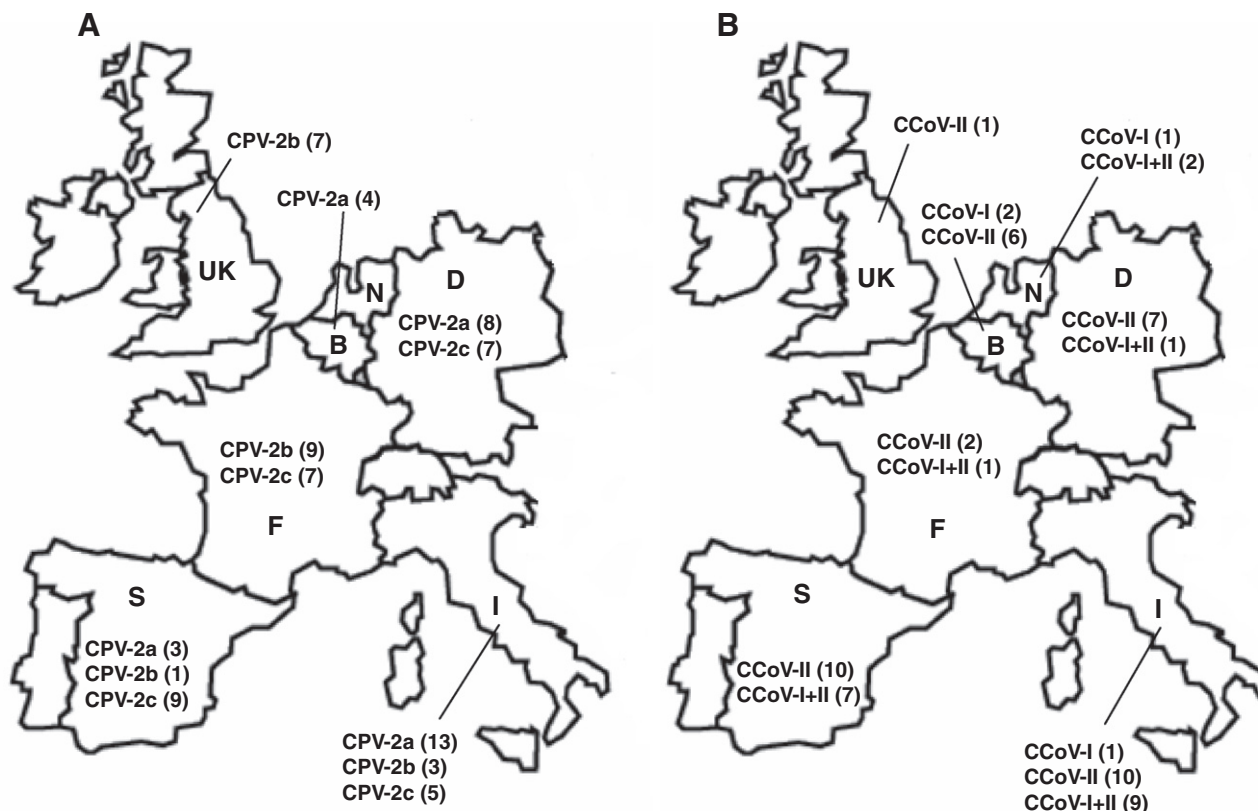 A
CPV-2b (7)
CPV-2a (4)
UK
N
D
CPV-2a (8)
CPV-2c (7)
B
CPV-2b (9)
CPV-2c (7)
F
S
CPV-2a (3)
CPV-2b (1)
CPV-2c (9)
I
CPV-2a (13)
CPV-2b (3)
CPV-2c (5)
B
CCoV-II (1)
CCoV-I (1)
CCoV-I+II (2)
CCoV-I (2)
CCoV-II (6)
UK
N
D
CCoV-II (7)
CCoV-I+II (1)
B
CCoV-II (2)
CCoV-I+II (1)
F
S
CCoV-II (10)
CCoV-I+II (7)
I
CCoV-I (1)
CCoV-II (10)
CCoV-I+II (9)